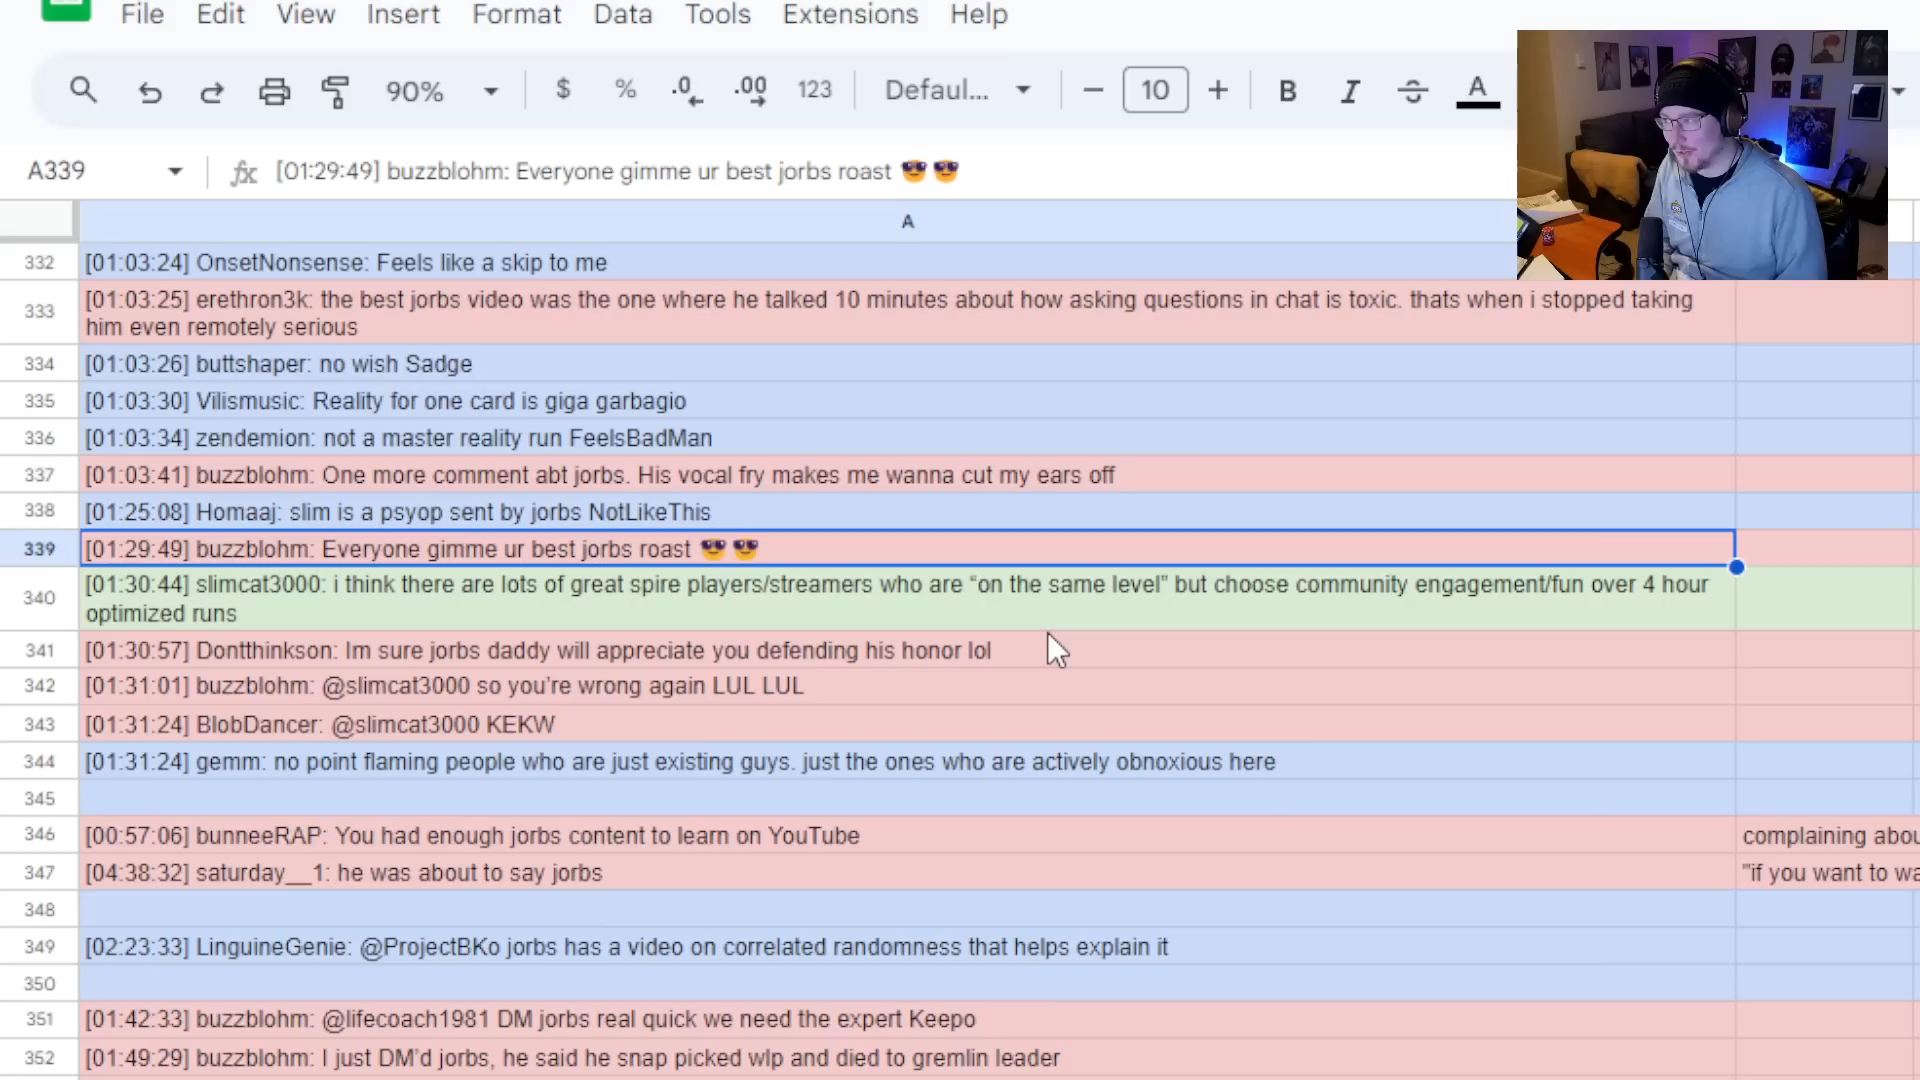 File Edit View Insert Format Data Tools Extensions Help
90% $ % .0 .00 123 Defaul... − 10 + B I S A
A339 fx [01:29:49] buzzblohm: Everyone gimme ur best jorbs roast 😎 😎
A
332 [01:03:24] OnsetNonsense: Feels like a skip to me
333 [01:03:25] erethron3k: the best jorbs video was the one where he talked 10 minutes about how asking questions in chat is toxic. thats when i stopped taking
him even remotely serious
334 [01:03:26] buttshaper: no wish Sadge
335 [01:03:30] Vilismusic: Reality for one card is giga garbagio
336 [01:03:34] zendemion: not a master reality run FeelsBadMan
337 [01:03:41] buzzblohm: One more comment abt jorbs. His vocal fry makes me wanna cut my ears off
338 [01:25:08] Homaaj: slim is a psyop sent by jorbs NotLikeThis
339 [01:29:49] buzzblohm: Everyone gimme ur best jorbs roast 😎 😎
340 [01:30:44] slimcat3000: i think there are lots of great spire players/streamers who are “on the same level” but choose community engagement/fun over 4 hour
optimized runs
341 [01:30:57] Dontthinkson: Im sure jorbs daddy will appreciate you defending his honor lol
342 [01:31:01] buzzblohm: @slimcat3000 so you’re wrong again LUL LUL
343 [01:31:24] BlobDancer: @slimcat3000 KEKW
344 [01:31:24] gemm: no point flaming people who are just existing guys. just the ones who are actively obnoxious here
345
346 [00:57:06] bunneeRAP: You had enough jorbs content to learn on YouTube complaining abou
347 [04:38:32] saturday__1: he was about to say jorbs "if you want to wa
348
349 [02:23:33] LinguineGenie: @ProjectBKo jorbs has a video on correlated randomness that helps explain it
350
351 [01:42:33] buzzblohm: @lifecoach1981 DM jorbs real quick we need the expert Keepo
352 [01:49:29] buzzblohm: I just DM’d jorbs, he said he snap picked wlp and died to gremlin leader